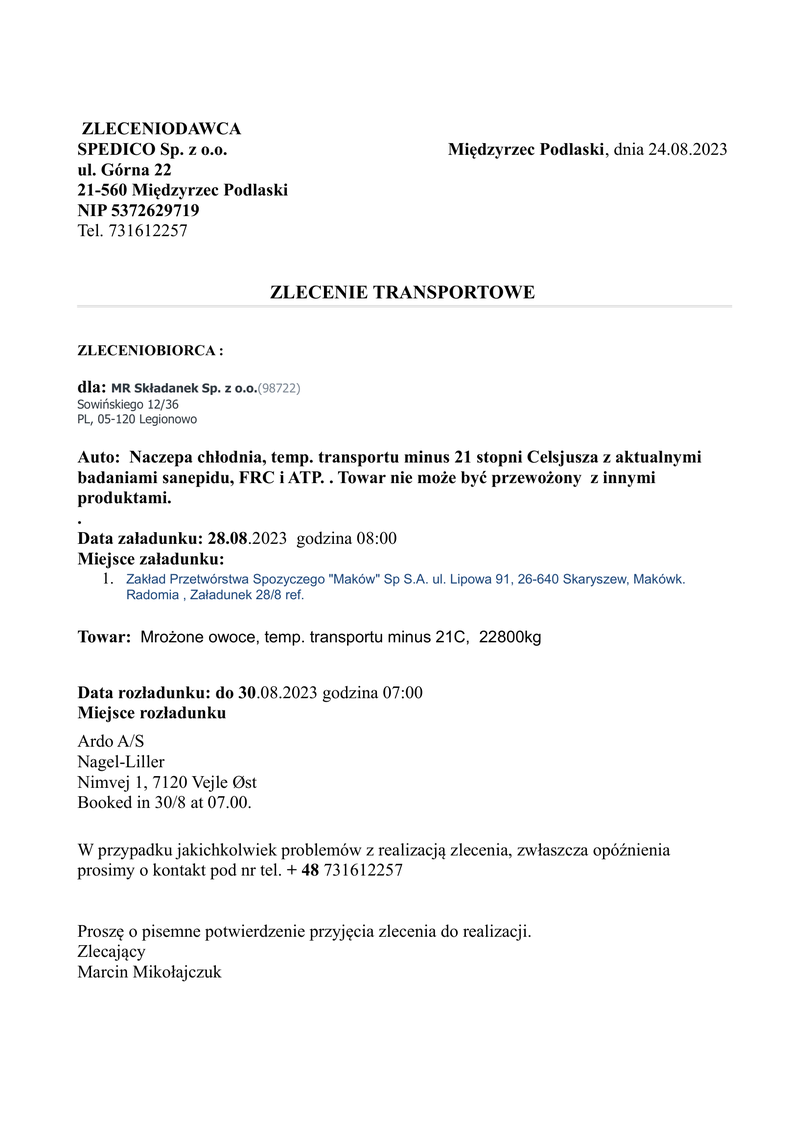 ZLECENIODAWCA
SPEDICO Sp. z o.o.
Międzyrzec Podlaski, dnia 24.08.2023
ul. Górna 22
21-560 Międzyrzec Podlaski
NIP 5372629719
Tel. 731612257
ZLECENIE TRANSPORTOWE
ZLECENIOBIORCA :
dla: MR Składanek Sp. z o.o.(98722)
Sowińskiego 12/36
PL, 05-120 Legionowo
Auto: Naczepa chłodnia, temp. transportu minus 21 stopni Celsjusza z aktualnymi
badaniami sanepidu, FRC i ATP. . Towar nie może być przewożony z innymi
produktami.
.
Data załadunku: 28.08.2023 godzina 08:00
Miejsce załadunku:
1. Zakład Przetwórstwa Spozyczego "Maków" Sp S.A. ul. Lipowa 91, 26-640 Skaryszew, Makówk.
Radomia , Załadunek 28/8 ref.
Towar: Mrożone owoce, temp. transportu minus 21C, 22800kg
Data rozładunku: do 30.08.2023 godzina 07:00
Miejsce rozładunku
Ardo A/S
Nagel-Liller
Nimvej 1, 7120 Vejle Øst
Booked in 30/8 at 07.00.
W przypadku jakichkolwiek problemów z realizacją zlecenia, zwłaszcza opóźnienia
prosimy o kontakt pod nr tel. + 48 731612257
Proszę o pisemne potwierdzenie przyjęcia zlecenia do realizacji.
Zlecający
Marcin Mikołajczuk